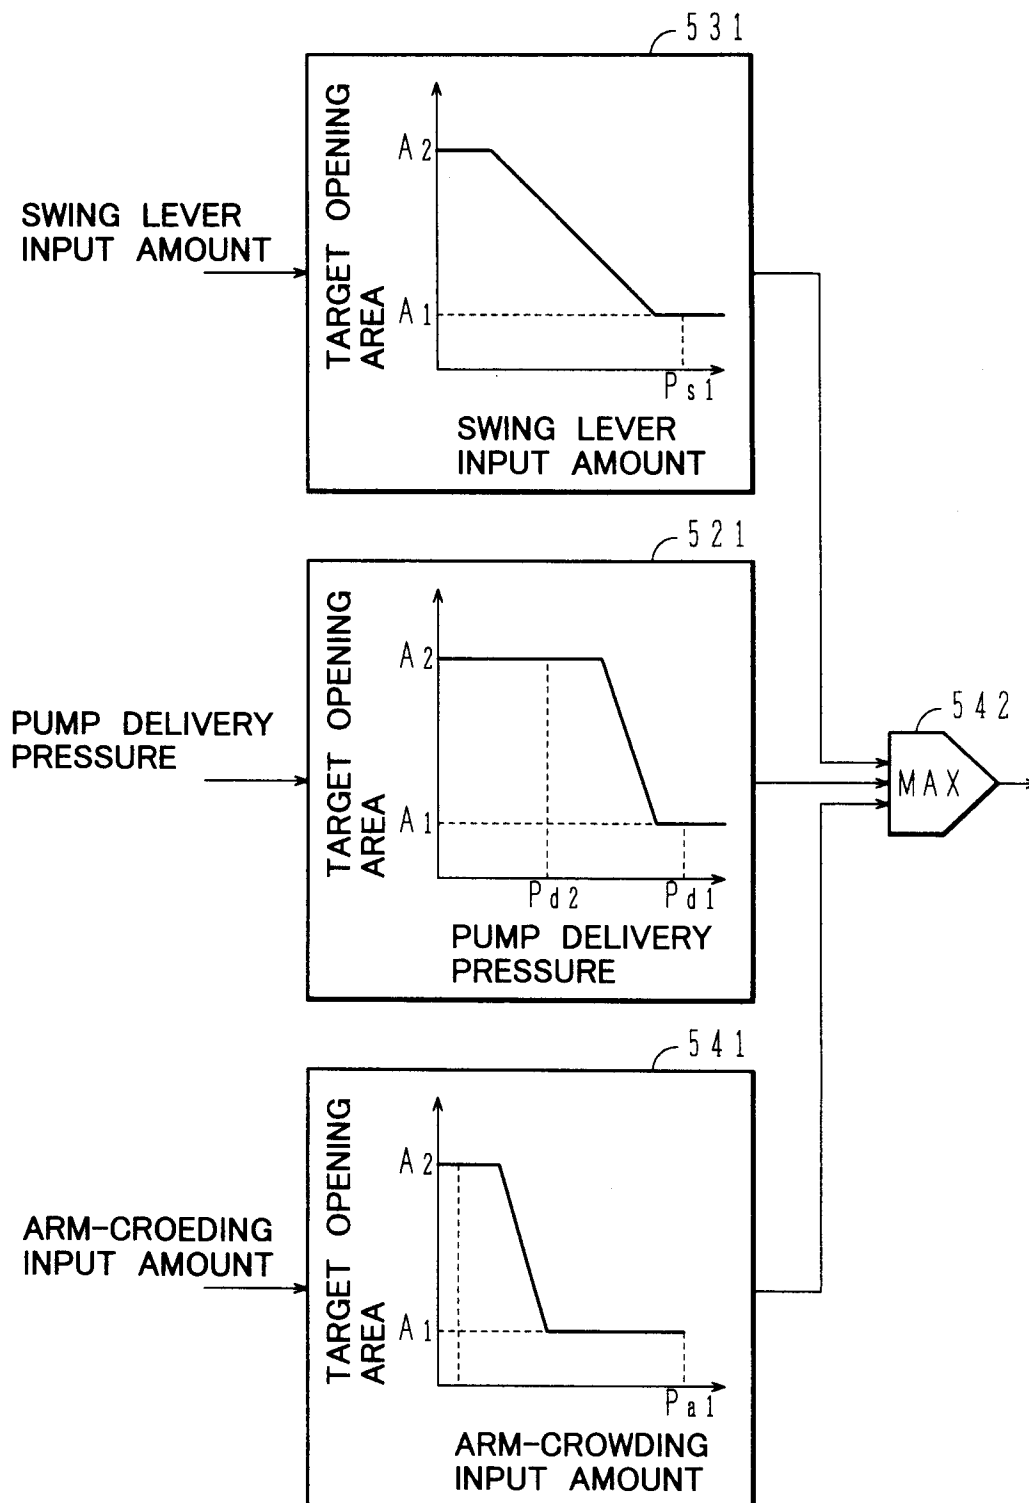 531
TARGET OPENING
AREA
A2
A1
Ps1
SWING LEVER
INPUT AMOUNT
SWING LEVER
INPUT AMOUNT
521
TARGET OPENING
AREA
A2
A1
Pd2
Pd1
PUMP DELIVERY
PRESSURE
PUMP DELIVERY
PRESSURE
542
MAX
541
TARGET OPENING
AREA
A2
A1
Pa1
ARM-CROEDING
INPUT AMOUNT
ARM-CROWDING
INPUT AMOUNT